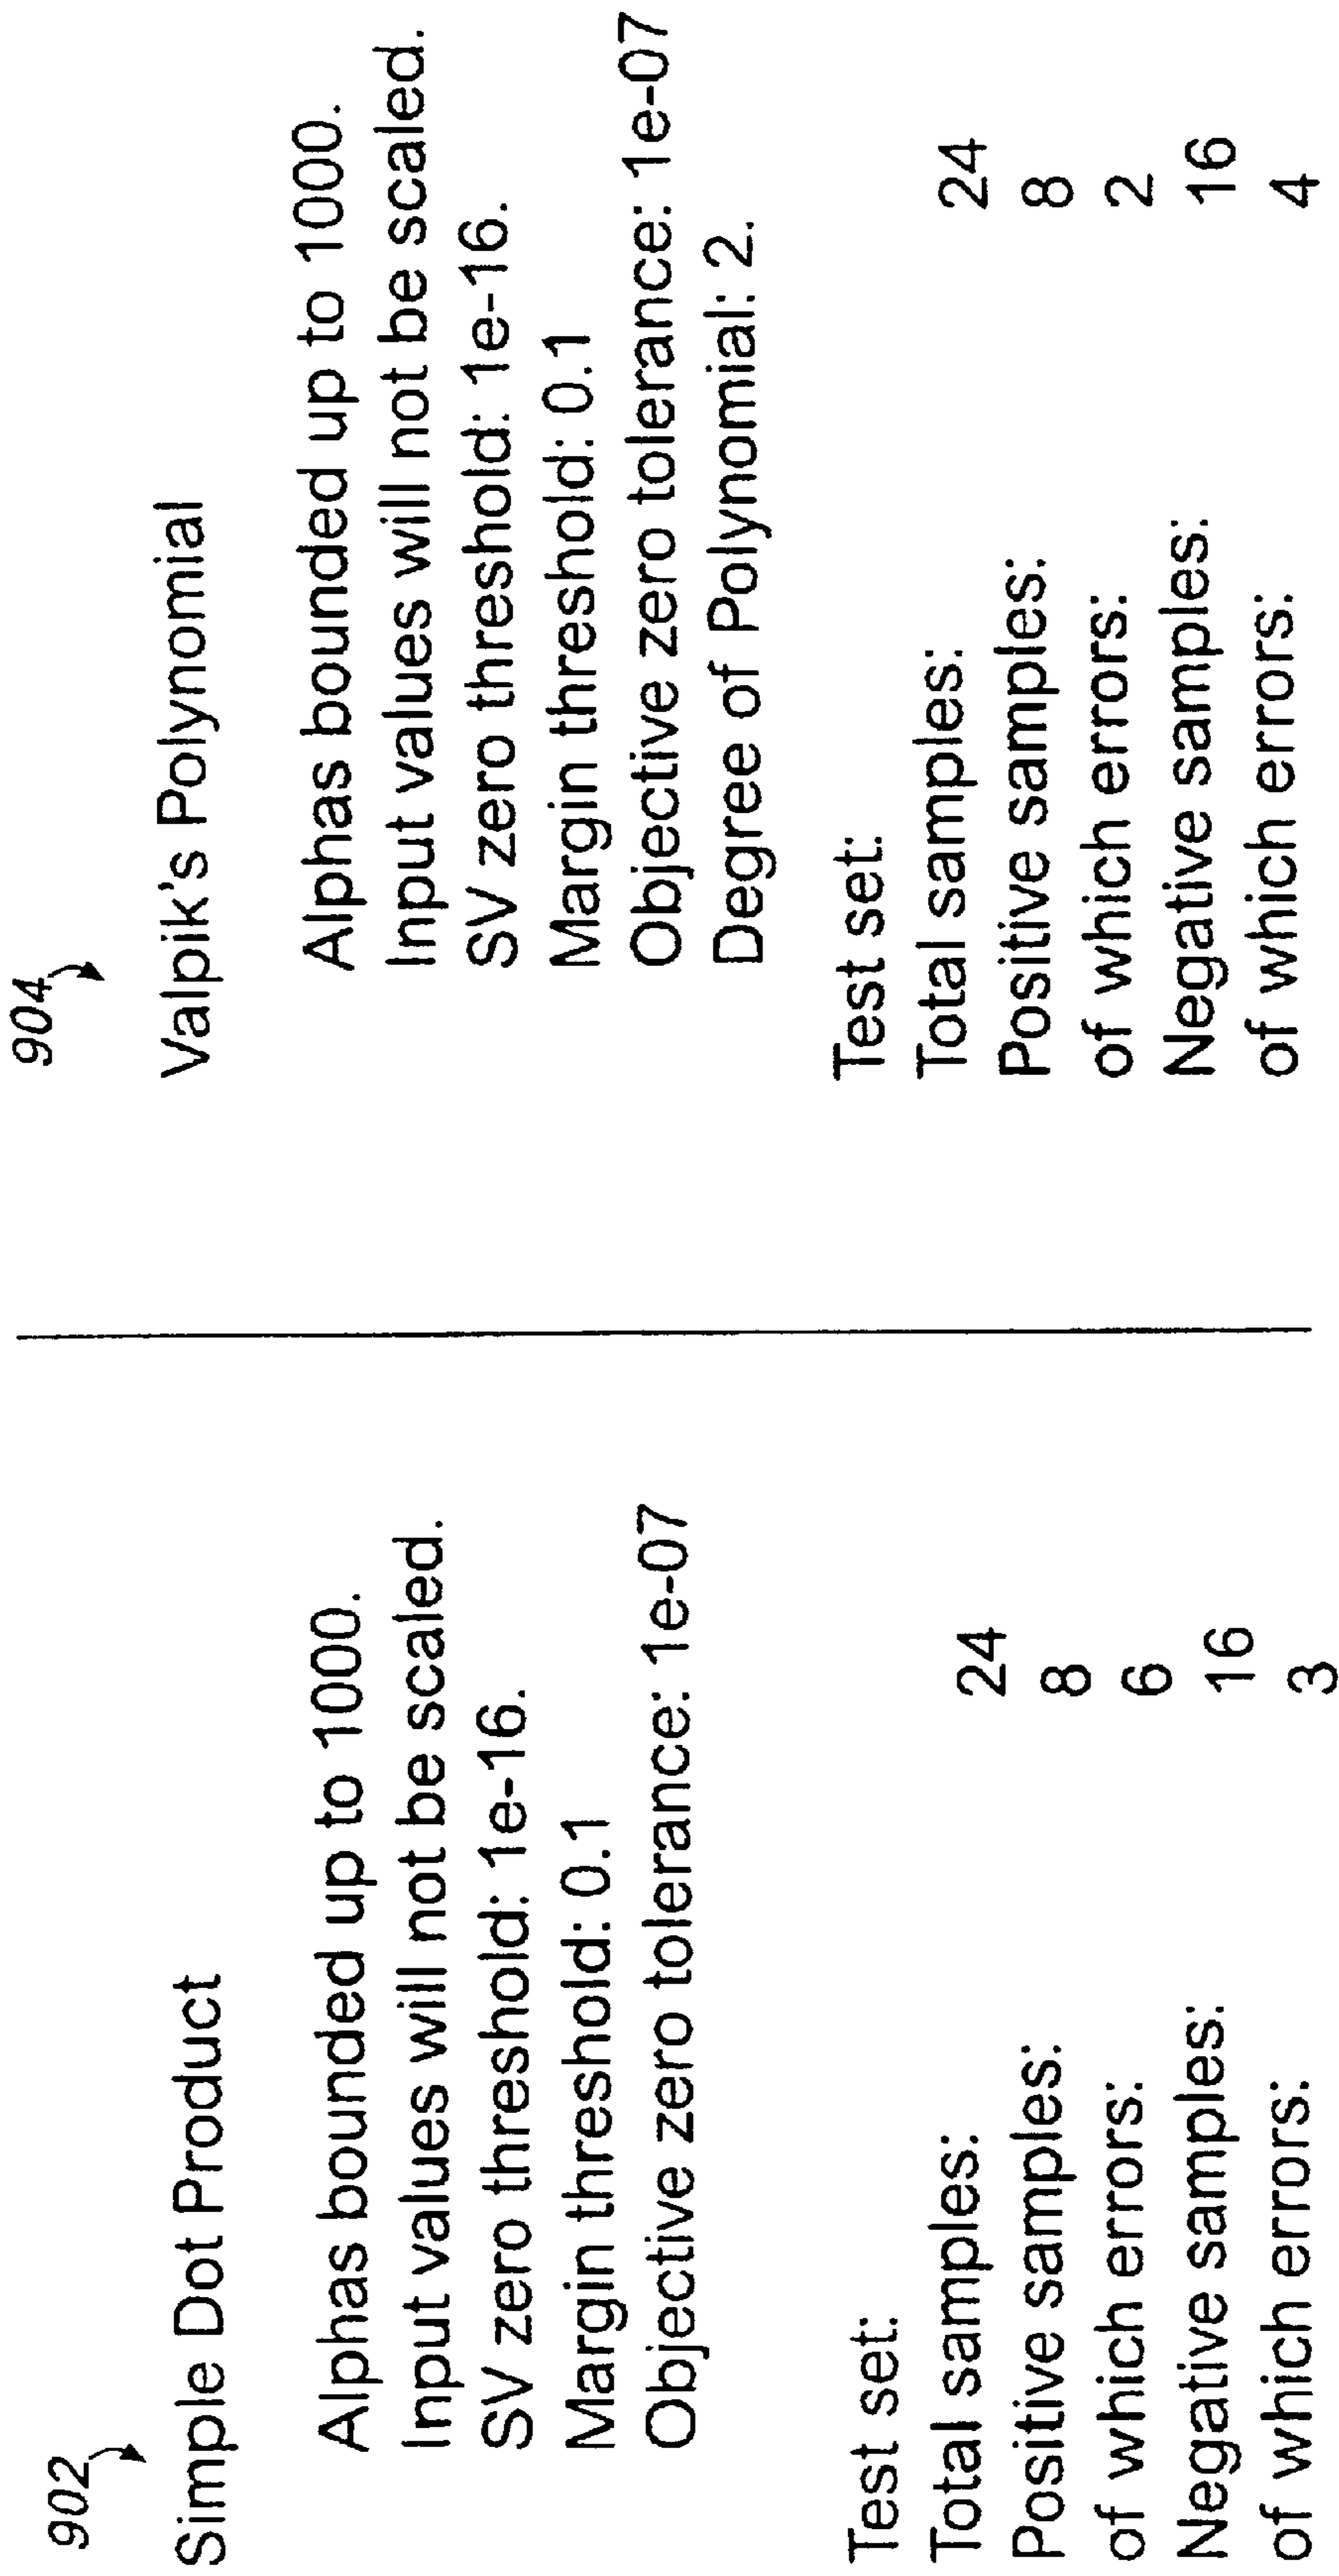 902
Simple Dot Product
Alphas bounded up to 1000.
Input values will not be scaled.
SV zero threshold: 1e-16.
Margin threshold: 0.1
Objective zero tolerance: 1e-07
Test set:
Total samples: 24
Positive samples: 8
of which errors: 6
Negative samples: 16
of which errors: 3
904
Valpik's Polynomial
Alphas bounded up to 1000.
Input values will not be scaled.
SV zero threshold: 1e-16.
Margin threshold: 0.1
Objective zero tolerance: 1e-07
Degree of Polynomial: 2.
Test set:
Total samples: 24
Positive samples: 8
of which errors: 2
Negative samples: 16
of which errors: 4